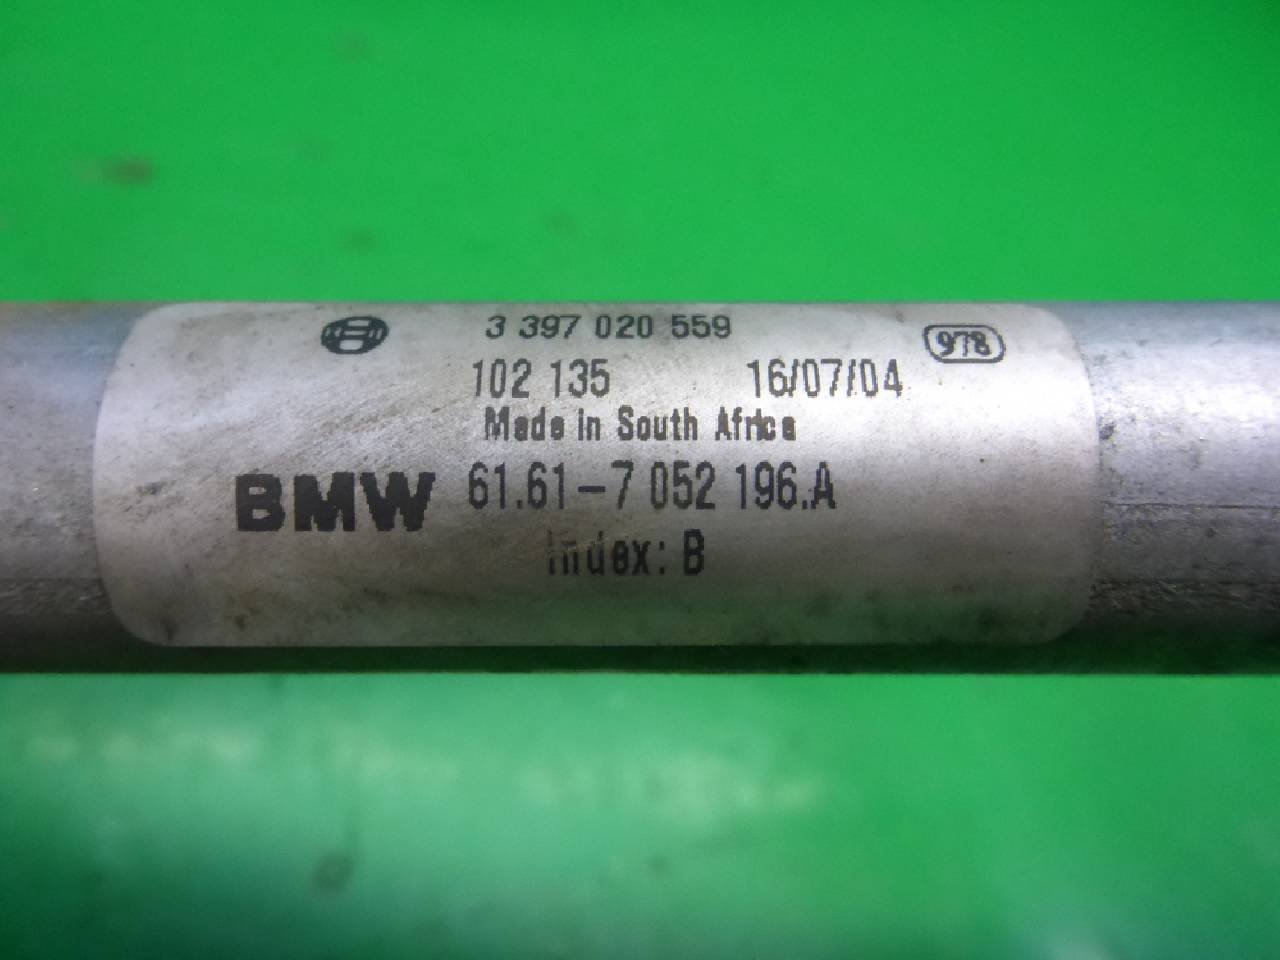 3 397 020 559
978
102 135 16/07/04
Made in South Africa
BMW 61.61-7 052 196..A
Index: B